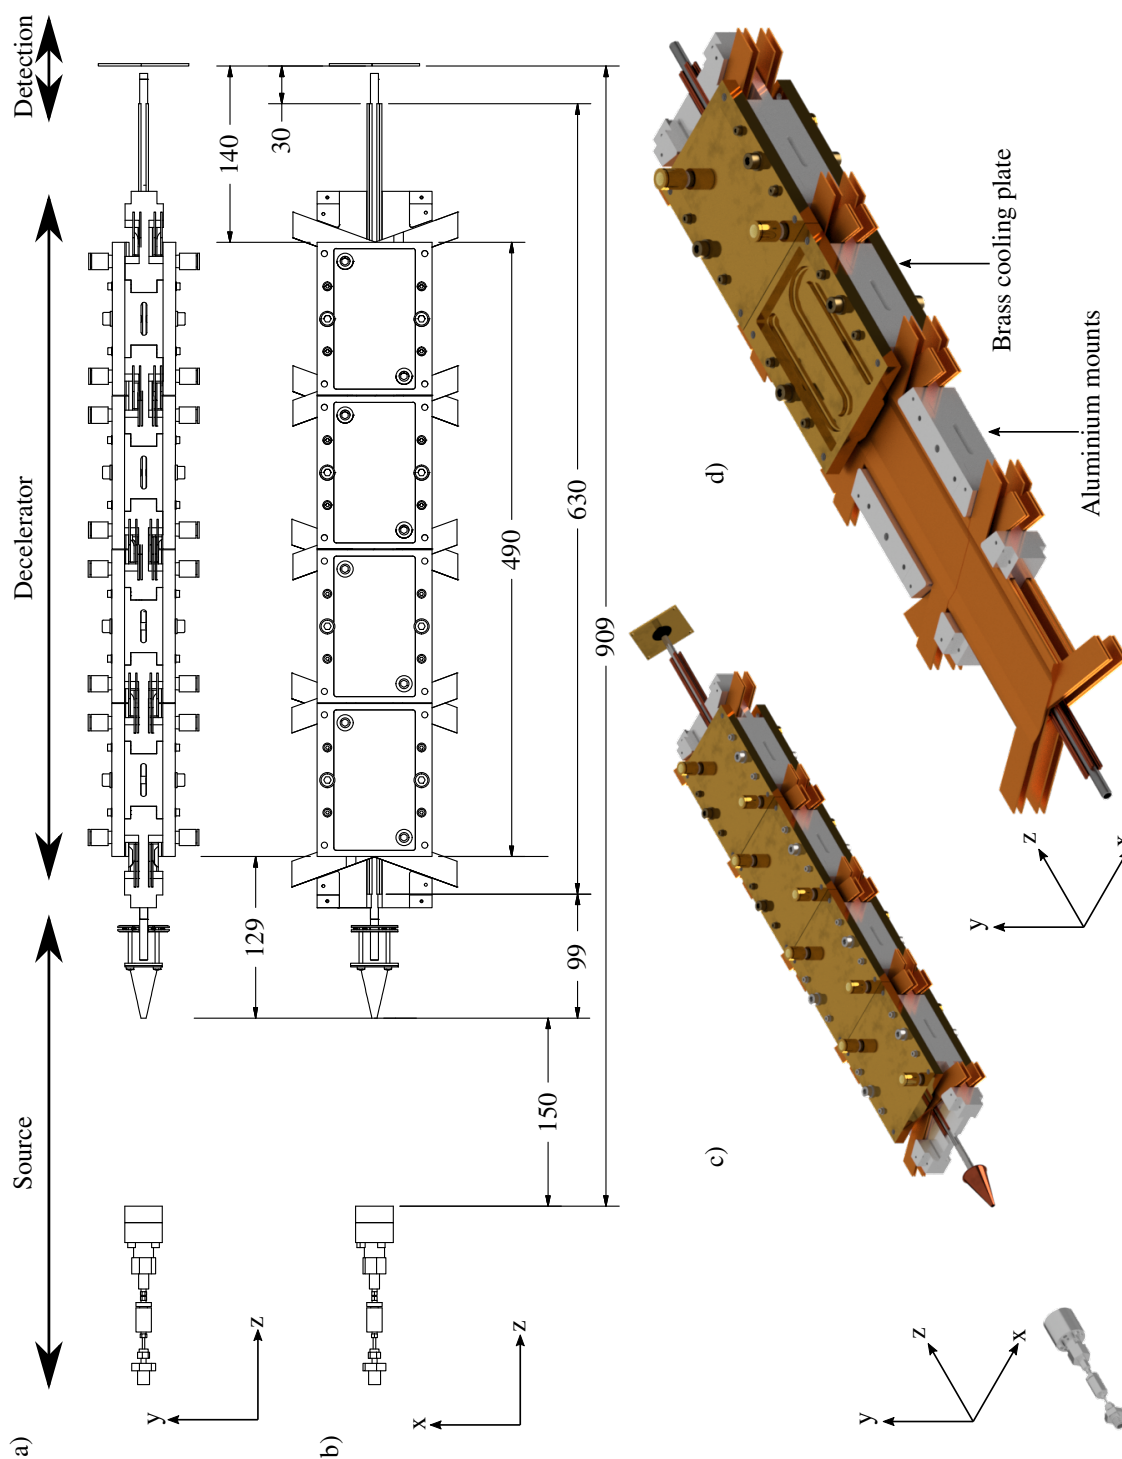 a)
Source
Decelerator
Detection
y
z
b)
x
z
140
30
129
490
630
99
150
909
c)
d)
Brass cooling plate
Aluminium mounts
y
z
x
y
z
x